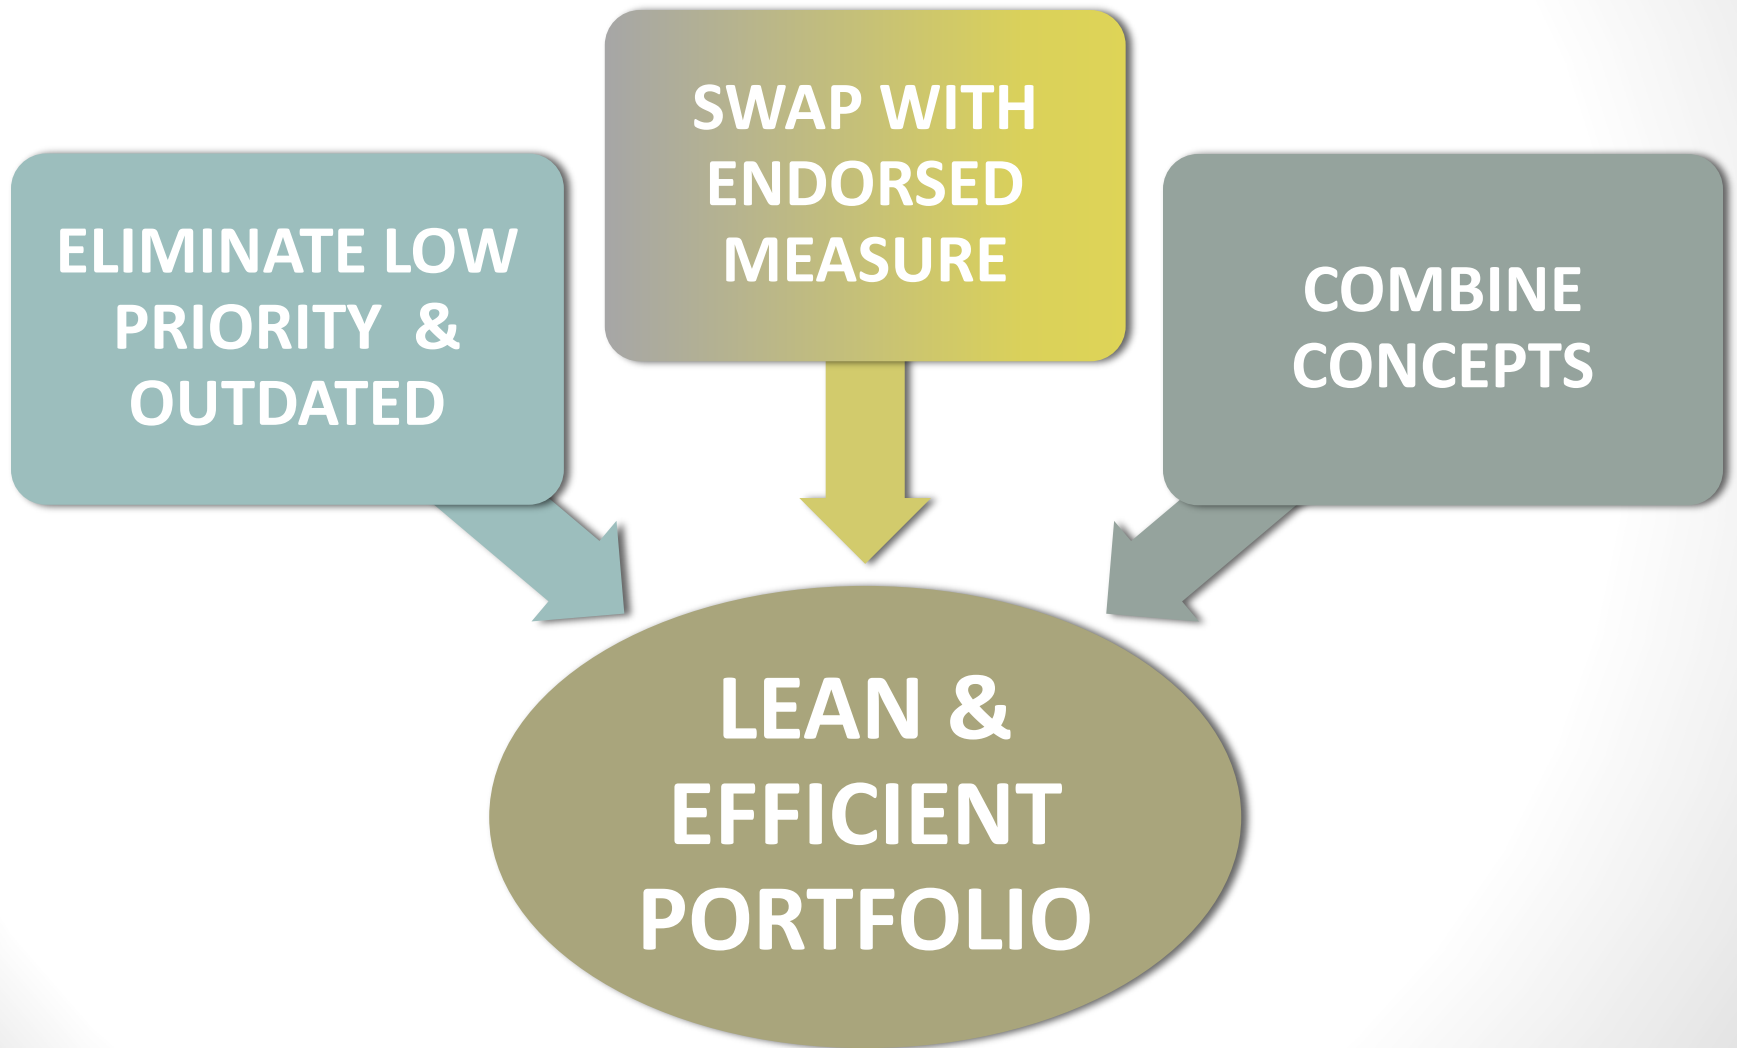 ELIMINATE LOW
PRIORITY  &
OUTDATED
SWAP WITH
ENDORSED
MEASURE
COMBINE
CONCEPTS
LEAN &
EFFICIENT
PORTFOLIO